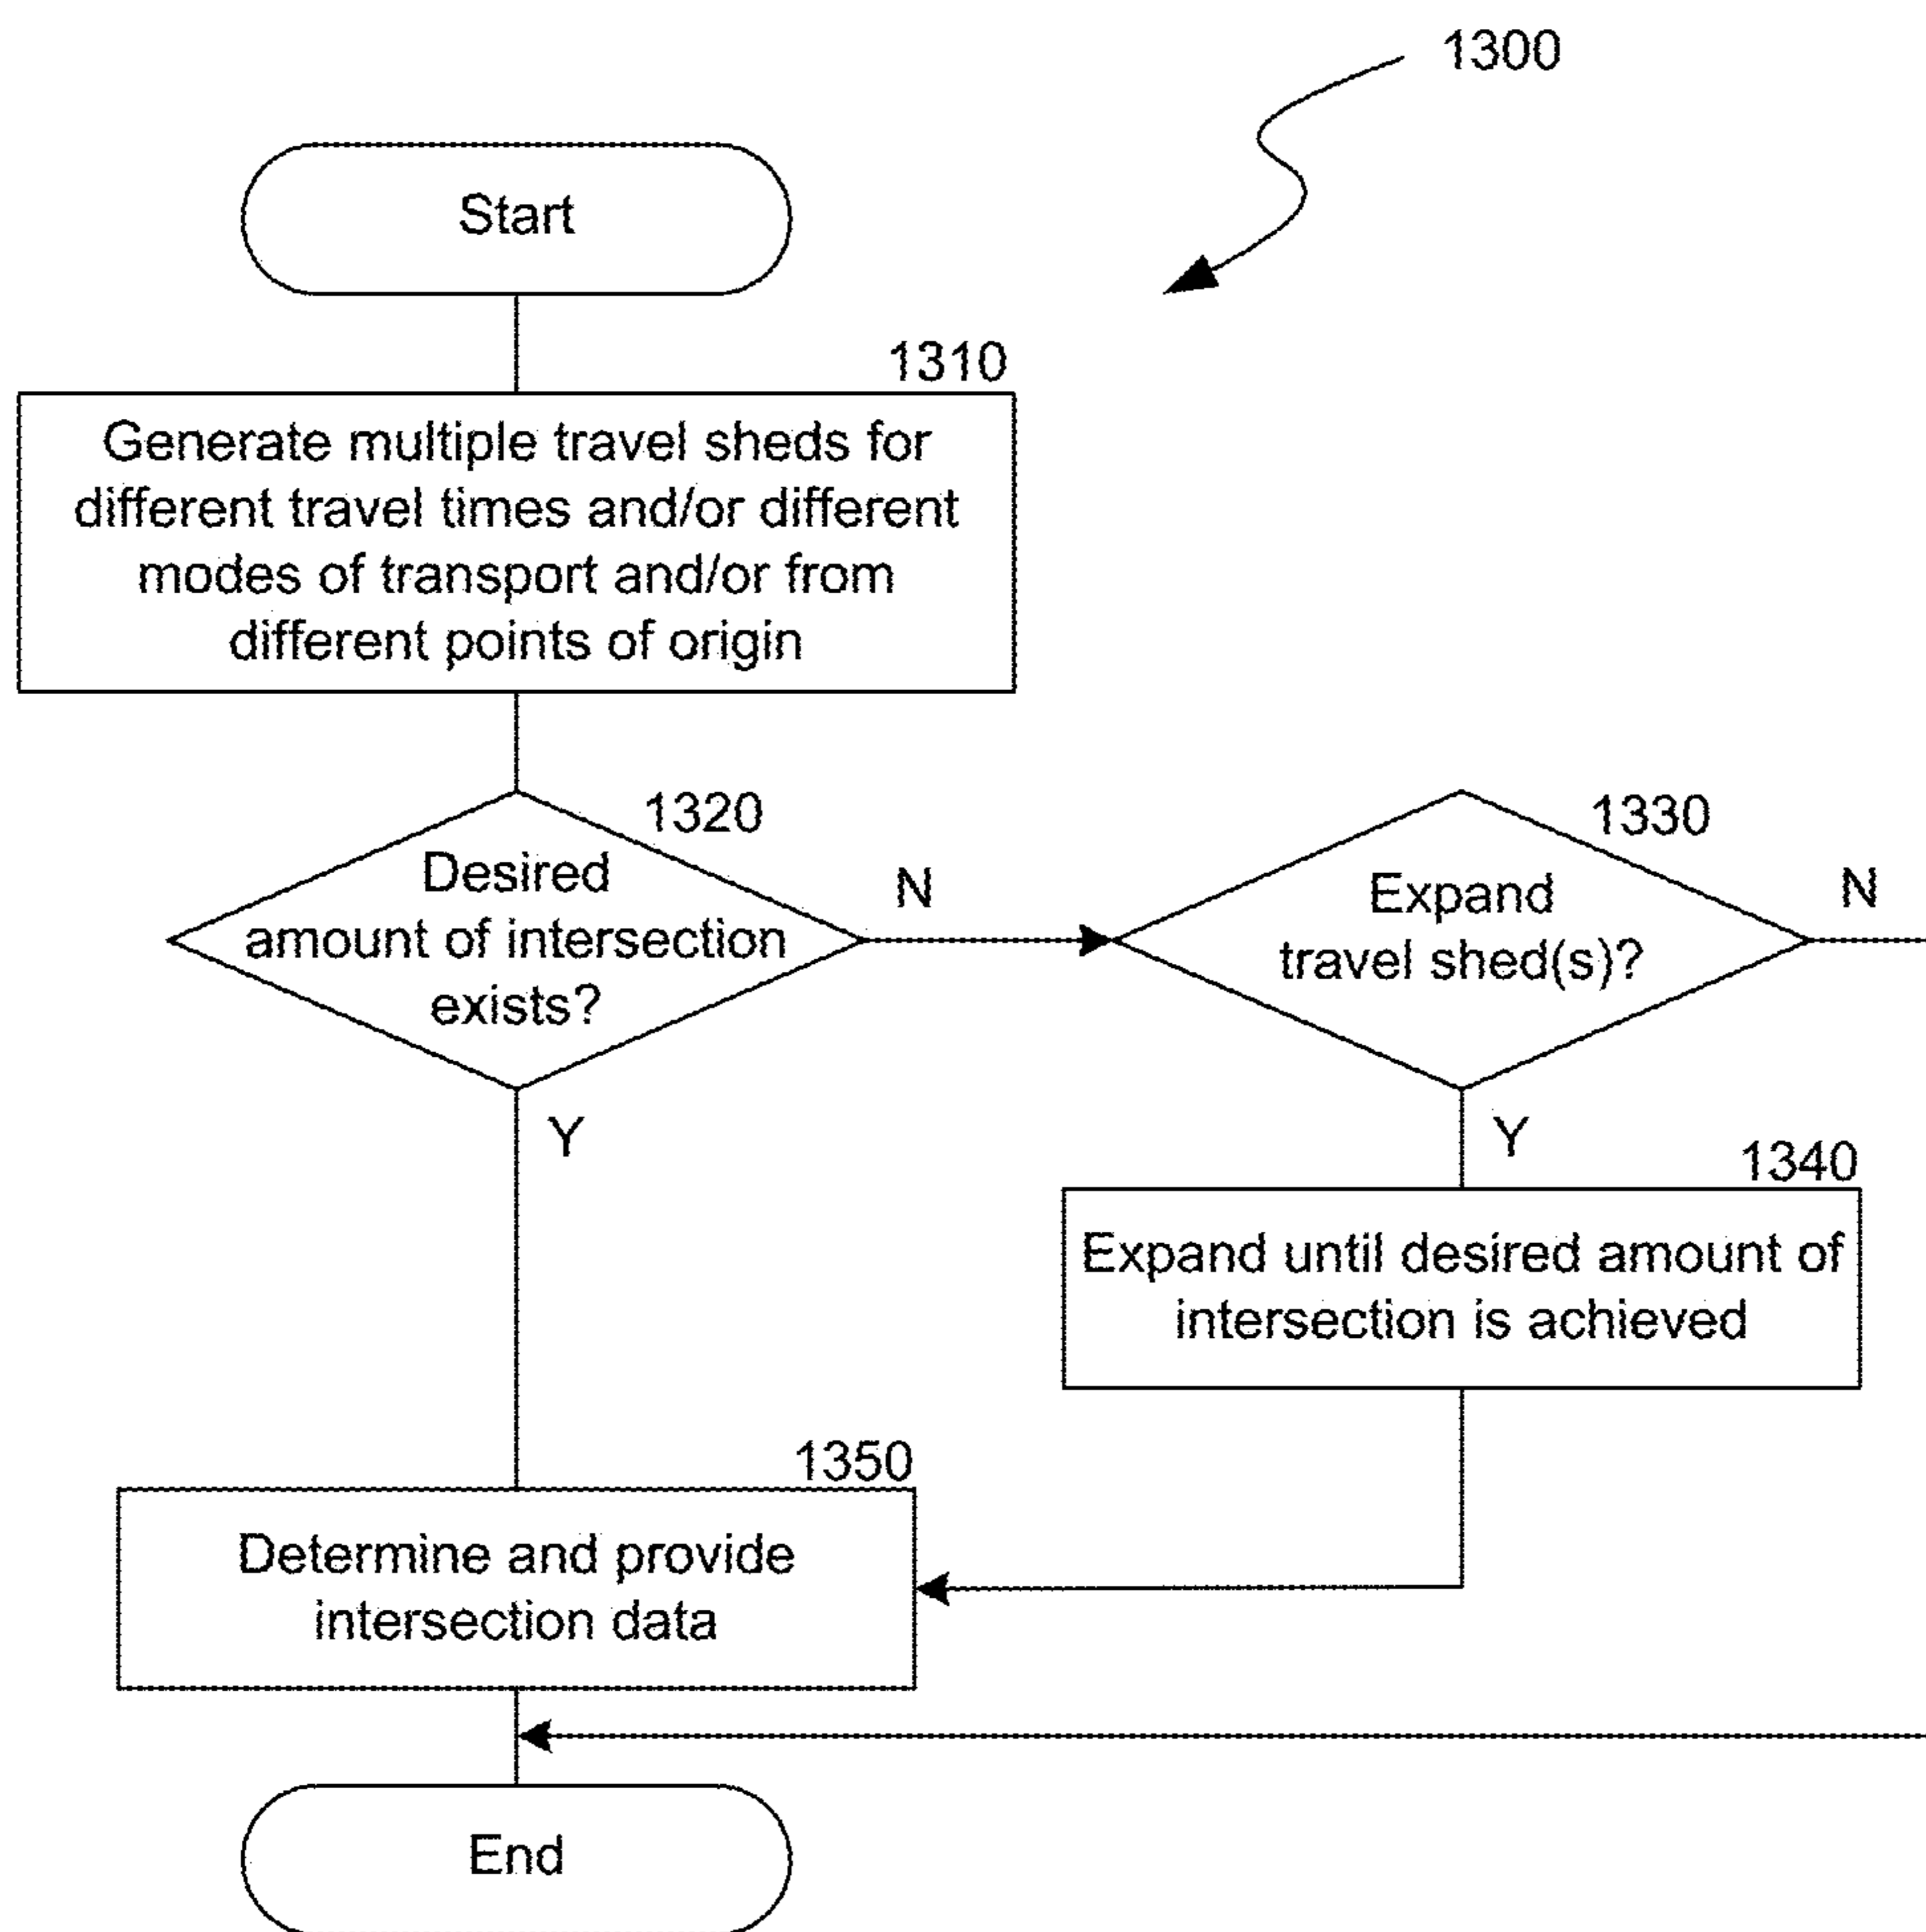 1300
Start
1310
Generate multiple travel sheds for
different travel times and/or different
modes of transport and/or from
different points of origin
1320
Desired
amount of intersection
exists?
N
Y
1330
Expand
travel shed(s)?
N
Y
1340
Expand until desired amount of
intersection is achieved
1350
Determine and provide
intersection data
End